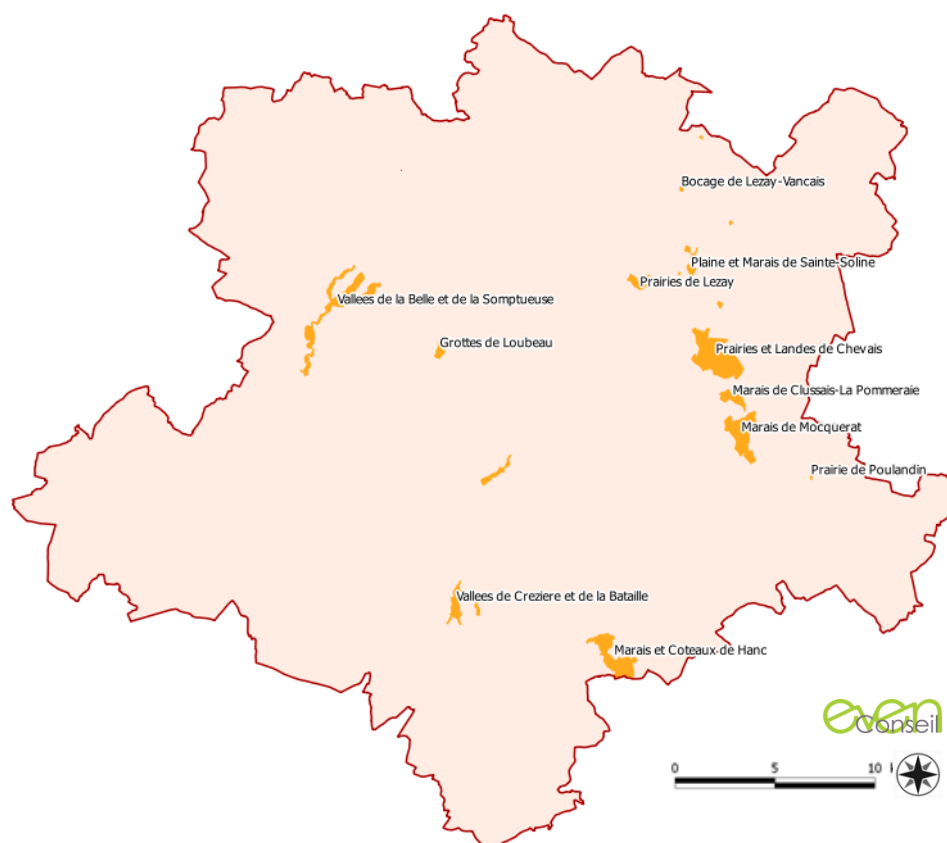 Bocage de Lezay-Vancais
Plaine et Marais de Sainte-Soline
Prairies de Lezay
Vallees de la Belle et de la Somptueuse
Grottes de Loubeau
Prairies et Landes de Chevais
Marais de Clussais-La Pommeraie
Marais de Mocquerat
Prairie de Poulandin
Vallees de Creziere et de la Bataille
Marais et Coteaux de Hanc
even
Conseil
0 5 10